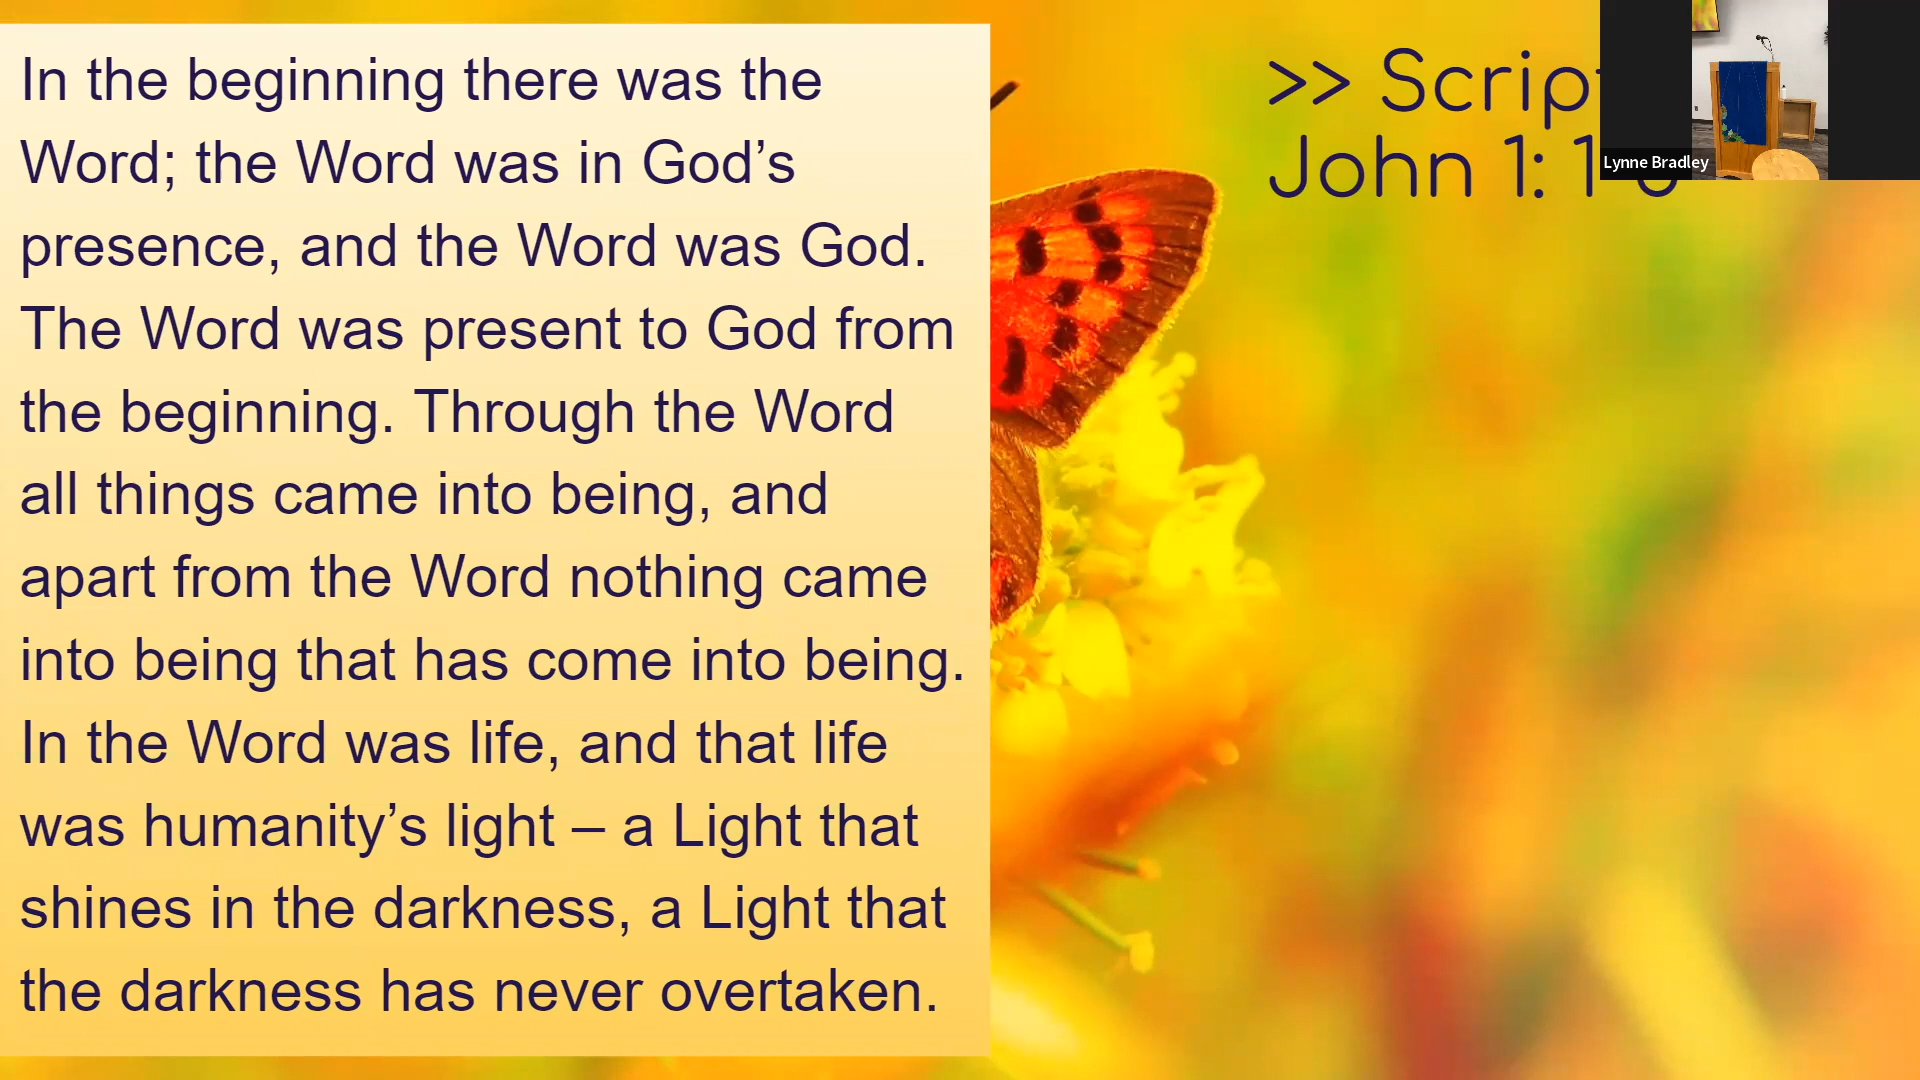 In the beginning there was the
Word; the Word was in God’s
presence, and the Word was God.
The Word was present to God from
the beginning. Through the Word
all things came into being, and
apart from the Word nothing came
into being that has come into being.
In the Word was life, and that life
was humanity’s light – a Light that
shines in the darkness, a Light that
the darkness has never overtaken.
>>
John 1:
Lynne Bradley